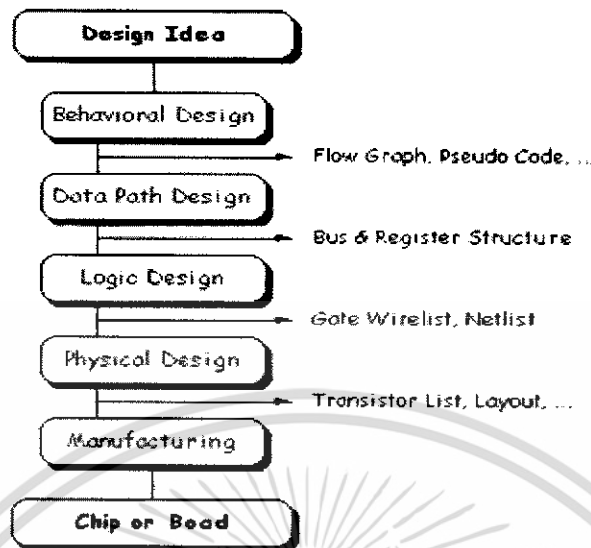 Design Idea
Behavioral Design
Flow Graph, Pseudo Code, ...
Data Path Design
Bus & Register Structure
Logic Design
Gate Wirelist, Netlist
Physical Design
Transistor List, Layout, ...
Manufacturing
Chip or Boad